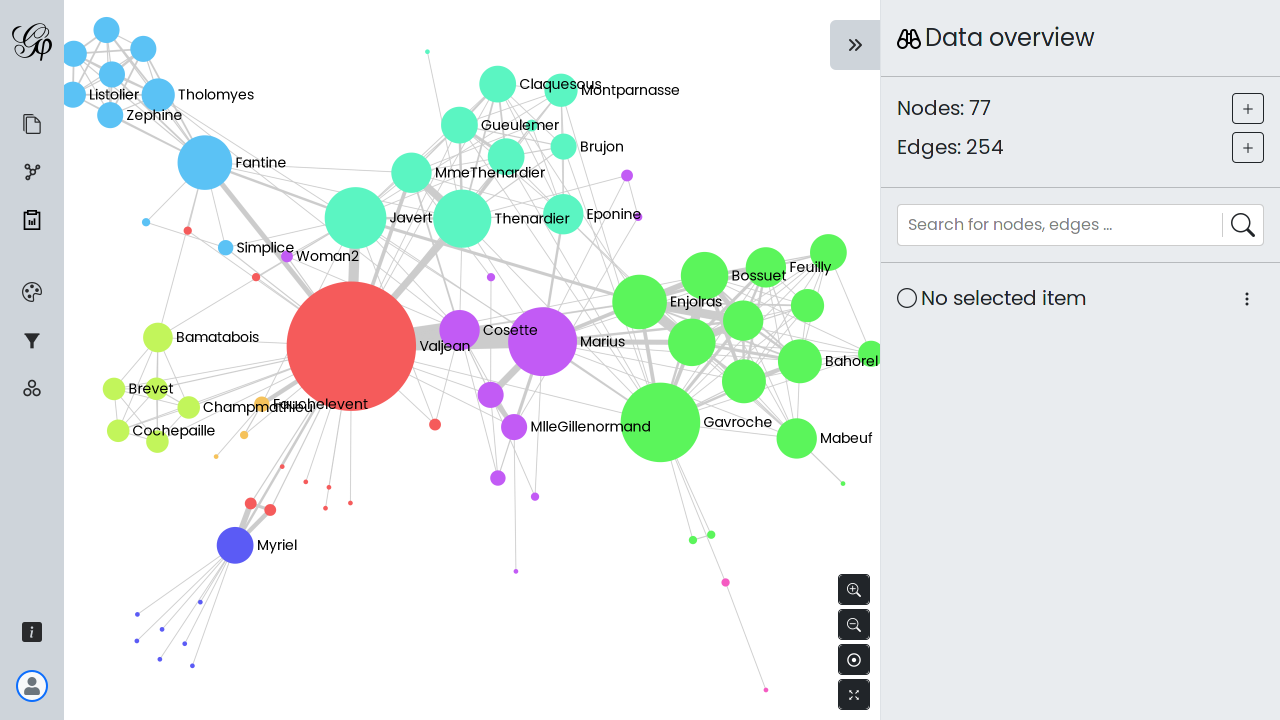 Data overview
Nodes: 77
Edges: 254
Search for nodes, edges ...
No selected item
Claquesous
Montparnasse
Listolier
Tholomyes
Zephine
Gueulemer
Brujon
Fantine
MmeThenardier
Javert
Thenardier
Eponine
Simplice
Woman2
Feuilly
Bossuet
Enjolras
Cosette
Bamatabois
Valjean
Marius
Bahorel
Brevet
Fauchelevent
Champmathieu
Gavroche
MlleGillenormand
Cochepaille
Mabeuf
Myriel